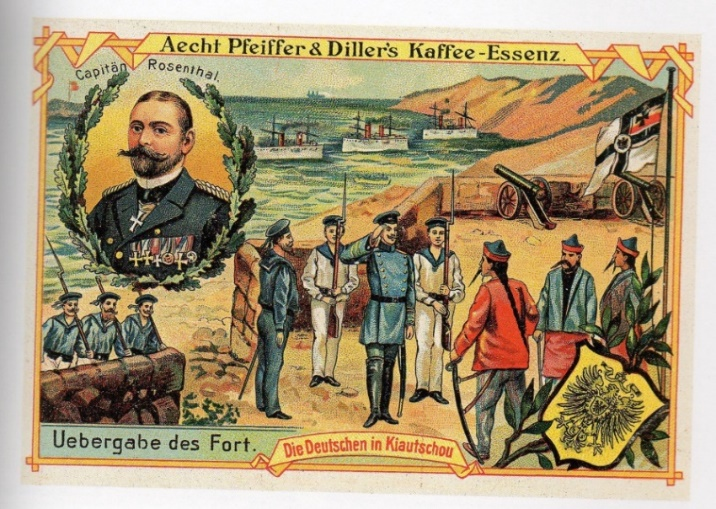 Aecht Pfeiffer & Diller's Kaffee-Essenz.
Capitän Rosenthal.
Uebergabe des Fort.
Die Deutschen in Kiautschou